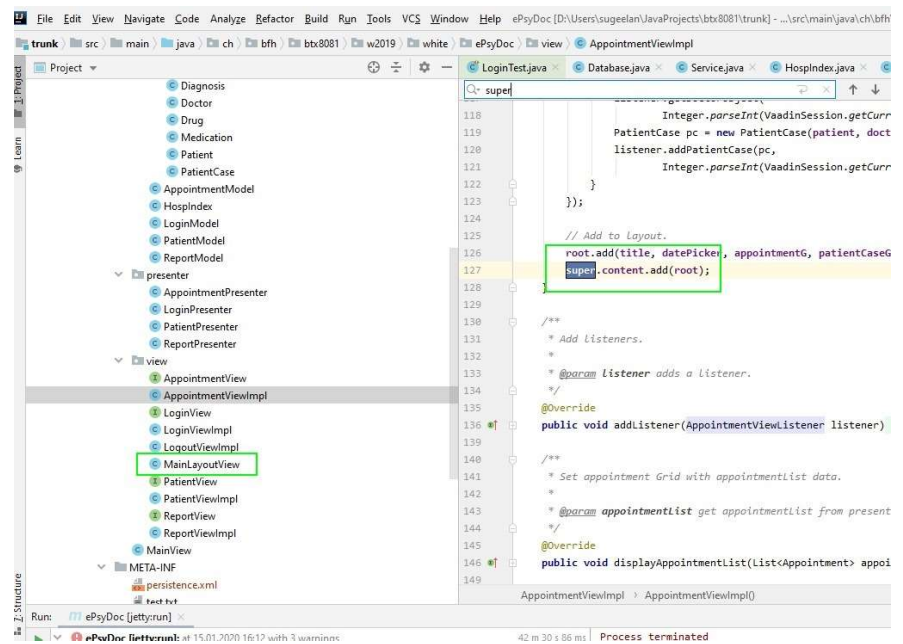 File Edit View Navigate Code Analyze Refactor Build Run Tools VCS Window Help ePsyDoc [D:\Users\sugeelan\JavaProjects\btx8081\trunk] - ...\src\main\java\ch\bfh\
trunk src main java ch bfh btx8081 w2019 white ePsyDoc view AppointmentViewImpl
Project LoginTest.java Database.java Service.java HospIndex.java
1: Project
Learn
Z: Structure
Diagnosis
Doctor
Drug
Medication
Patient
PatientCase
AppointmentModel
HospIndex
LoginModel
PatientModel
ReportModel
presenter
AppointmentPresenter
LoginPresenter
PatientPresenter
ReportPresenter
view
AppointmentView
AppointmentViewImpl
LoginView
LoginViewImpl
LogoutViewImpl
MainLayoutView
PatientView
PatientViewImpl
ReportView
ReportViewImpl
MainView
META-INF
persistence.xml
test.txt
super
118 Integer.parseInt(VaadinSession.getCurr
119 PatientCase pc = new PatientCase(patient, doct
120 listener.addPatientCase(pc,
121 Integer.parseInt(VaadinSession.getCurr
122 }
123 });
124
125 // Add to Layout.
126 root.add(title, datePicker, appointmentG, patientCaseG
127 super.content.add(root);
128 }
129
130 /**
131 * Add Listeners.
132 *
133 * @param listener adds a listener.
134 */
135 @Override
136 public void addListener(AppointmentViewListener listener)
139
140 /**
141 * Set appointment Grid with appointmentList data.
142 *
143 * @param appointmentList get appointmentList from present
144 */
145 @Override
146 public void displayAppointmentList(List<Appointment> appoi
149
AppointmentViewImpl > AppointmentViewImpl()
Run: ePsyDoc [jetty:run]
ePsyDoc [jetty:run]: at 15.01.2020 16:12 with 3 warnings 42 m 30 s 86 ms Process terminated